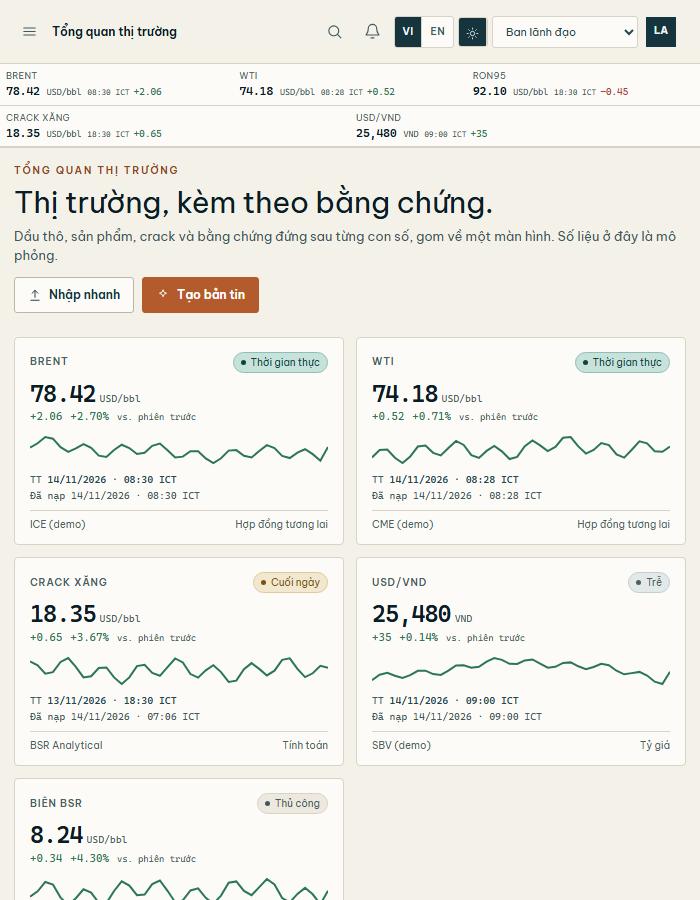 Tổng quan thị trường
VI EN
Ban lãnh đạo
LA
BRENT
78.42 USD/bbl 08:30 ICT +2.06
WTI
74.18 USD/bbl 08:28 ICT +0.52
RON95
92.10 USD/bbl 18:30 ICT −0.45
CRACK XĂNG
18.35 USD/bbl 18:30 ICT +0.65
USD/VND
25,480 VND 09:00 ICT +35
TỔNG QUAN THỊ TRƯỜNG
Thị trường, kèm theo bằng chứng.
Dầu thô, sản phẩm, crack và bằng chứng đứng sau từng con số, gom về một màn hình. Số liệu ở đây là mô
phỏng.
Nhập nhanh
Tạo bản tin
BRENT
Thời gian thực
78.42 USD/bbl
+2.06 +2.70% vs. phiên trước
TT 14/11/2026 · 08:30 ICT
Đã nạp 14/11/2026 · 08:30 ICT
ICE (demo)
Hợp đồng tương lai
WTI
Thời gian thực
74.18 USD/bbl
+0.52 +0.71% vs. phiên trước
TT 14/11/2026 · 08:28 ICT
Đã nạp 14/11/2026 · 08:28 ICT
CME (demo)
Hợp đồng tương lai
CRACK XĂNG
Cuối ngày
18.35 USD/bbl
+0.65 +3.67% vs. phiên trước
TT 13/11/2026 · 18:30 ICT
Đã nạp 14/11/2026 · 07:06 ICT
BSR Analytical
Tính toán
USD/VND
Trễ
25,480 VND
+35 +0.14% vs. phiên trước
TT 14/11/2026 · 09:00 ICT
Đã nạp 14/11/2026 · 09:00 ICT
SBV (demo)
Tỷ giá
BIÊN BSR
Thủ công
8.24 USD/bbl
+0.34 +4.30% vs. phiên trước